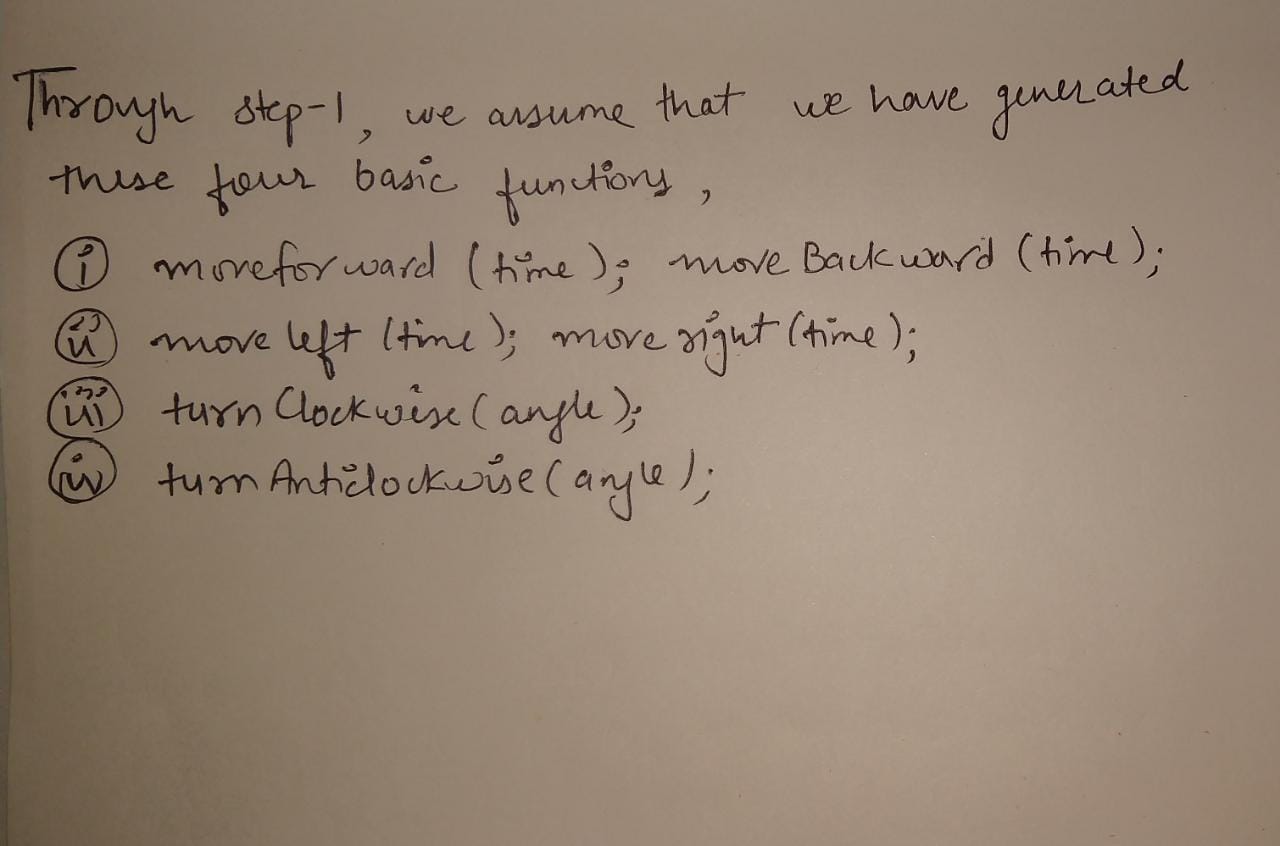 Through step-1, we assume that we have generated
these four basic functions,
(i) moveforward (time); move Backward (time);
(ii) move left (time); move right (time);
(iii) turn Clockwise (angle);
(iv) turn Anticlockwise (angle);